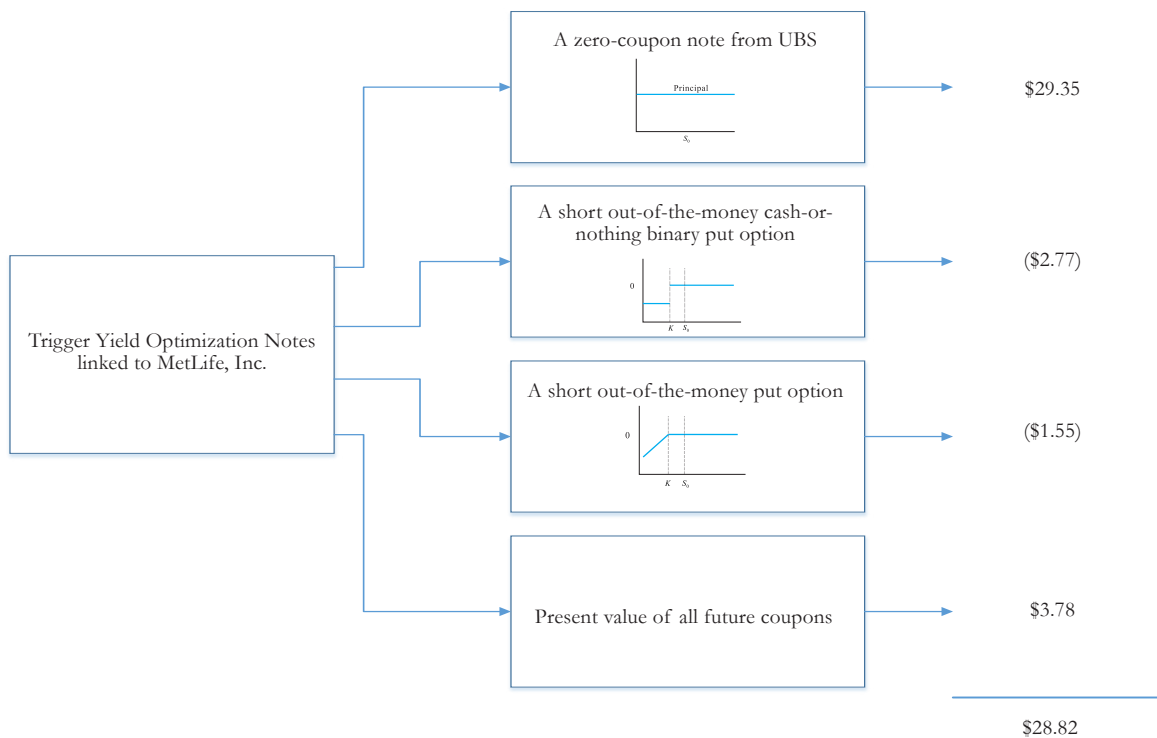 A zero-coupon note from UBS
Principal
S₀
$29.35
A short out-of-the-money cash-or-
nothing binary put option
0
K S₀
($2.77)
Trigger Yield Optimization Notes
linked to MetLife, Inc.
A short out-of-the-money put option
0
K S₀
($1.55)
Present value of all future coupons
$3.78
$28.82